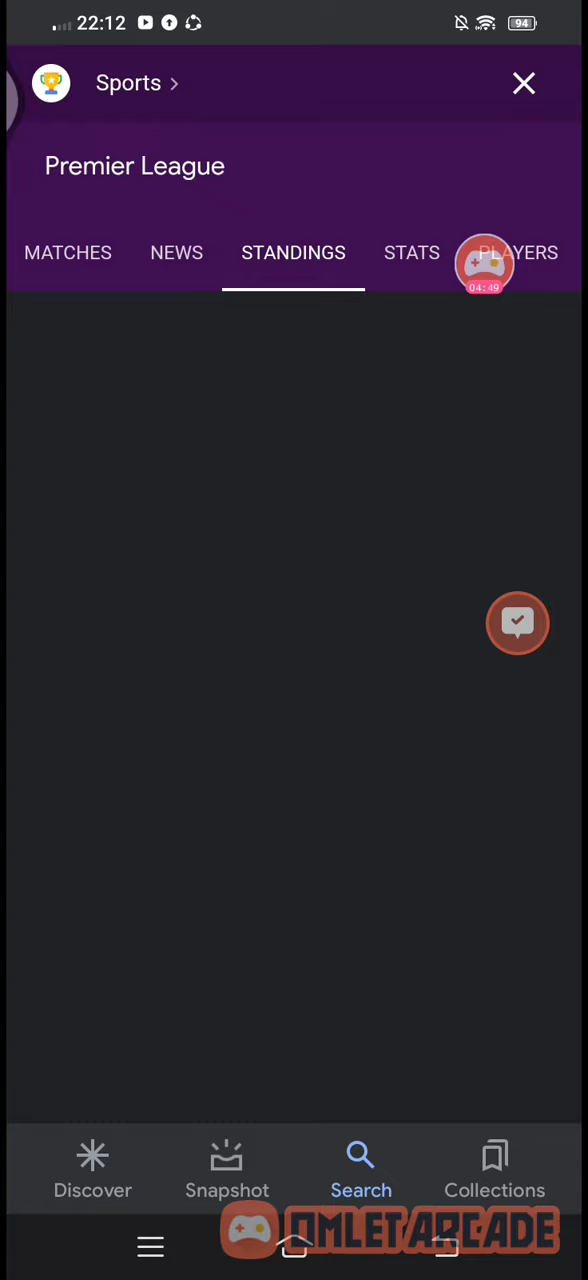 22:12
94
Sports
Premier League
MATCHES NEWS STANDINGS STATS PLAYERS
04:49
Discover Snapshot Search Collections
OMLET ARCADE